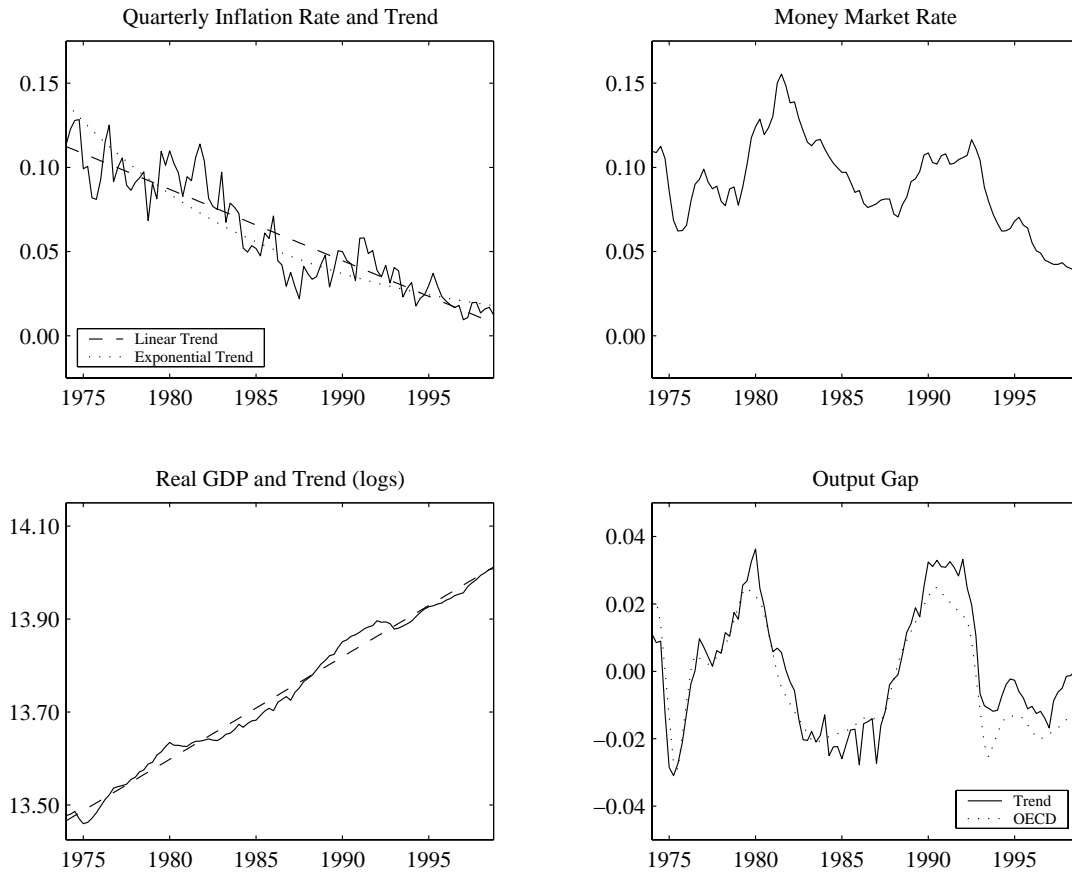 Quarterly Inflation Rate and Trend
0.15
0.10
0.05
0.00
Linear Trend
Exponential Trend
1975 1980 1985 1990 1995
Money Market Rate
0.15
0.10
0.05
0.00
1975 1980 1985 1990 1995
Real GDP and Trend (logs)
14.10
13.90
13.70
13.50
1975 1980 1985 1990 1995
Output Gap
0.04
0.02
0.00
−0.02
−0.04
Trend
OECD
1975 1980 1985 1990 1995